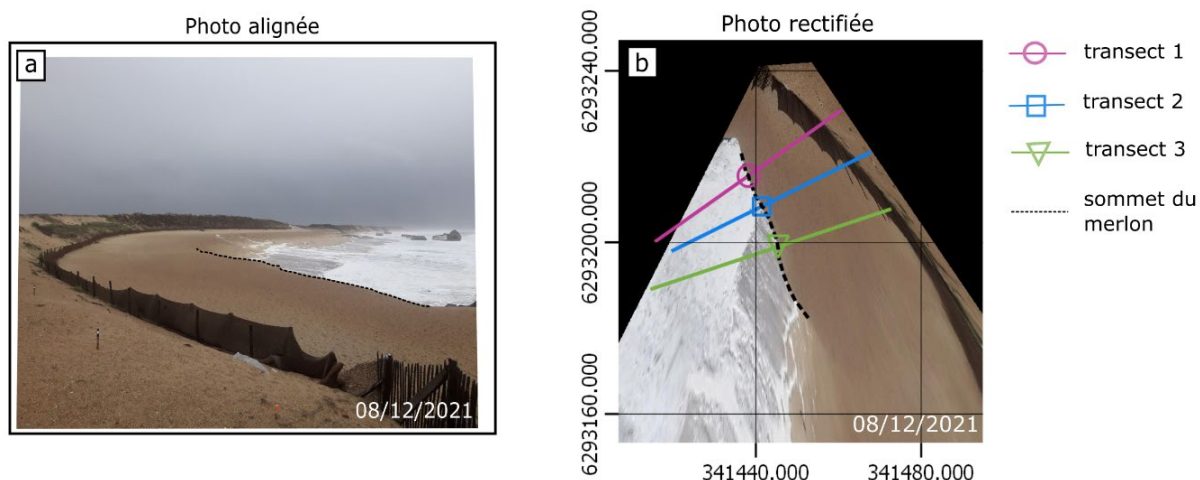 Photo alignée
a
08/12/2021
Photo rectifiée
b
6293240.000
6293200.000
6293160.000
08/12/2021
341440.000
341480.000
transect 1
transect 2
transect 3
sommet du
merlon